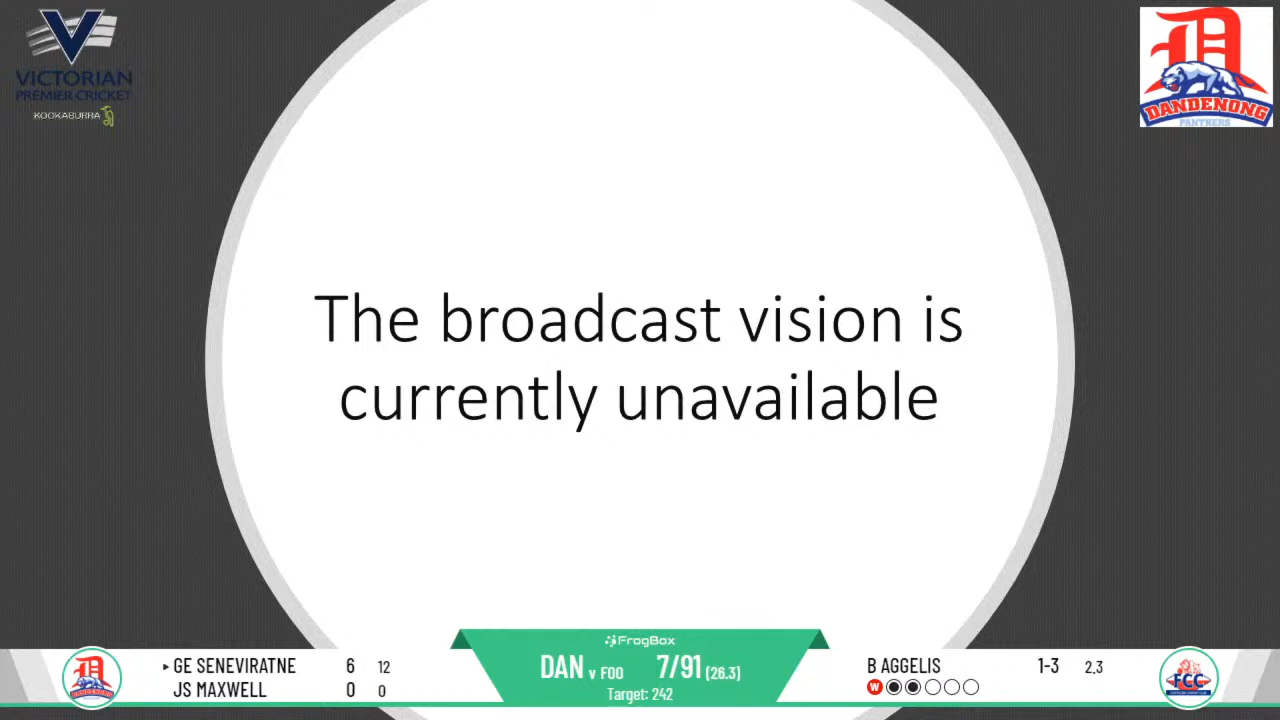 VICTORIAN
PREMIER CRICKET
KOOKABURRA
D
DANDENONG
PANTHERS
The broadcast vision is
currently unavailable
FrogBox
GE SENEVIRATNE 6 12
JS MAXWELL 0 0
DAN v FOO 7/91 (26.3)
Target: 242
B AGGELIS 1-3 2.3
W
D
DANDENONG
FCC